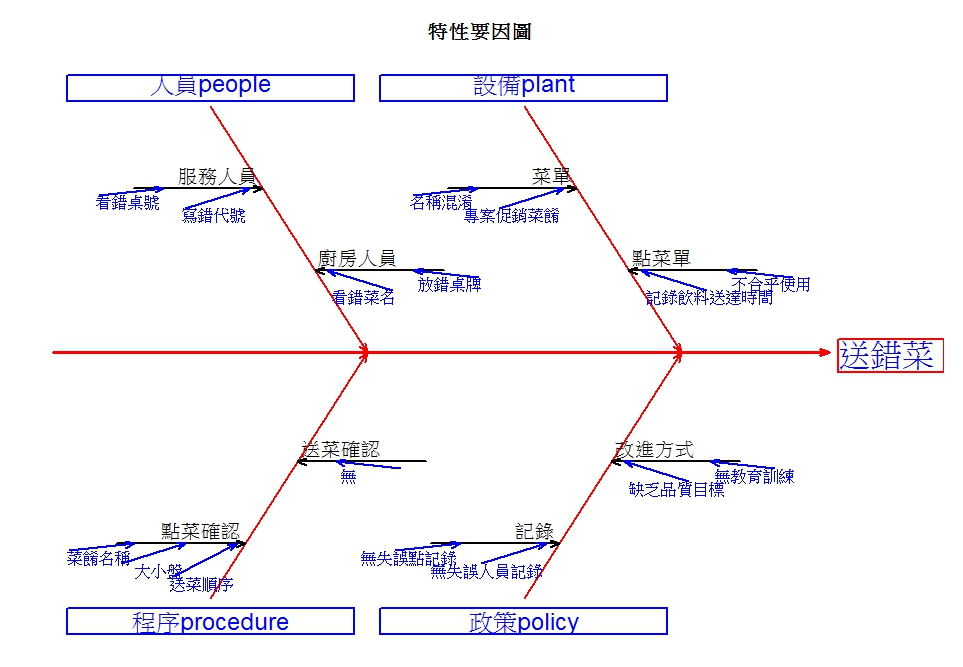 特性要因圖
人員people
設備plant
服務人員
看錯桌號
寫錯代號
廚房人員
看錯菜名
放錯桌牌
菜單
名稱混淆
專案促銷菜餚
點菜單
記錄飲料送達時間
不合乎使用
送錯菜
送菜確認
無
點菜確認
菜餚名稱
大小盤
送菜順序
改進方式
缺乏品質目標
無教育訓練
記錄
無失誤點記錄
無失誤人員記錄
程序procedure
政策policy